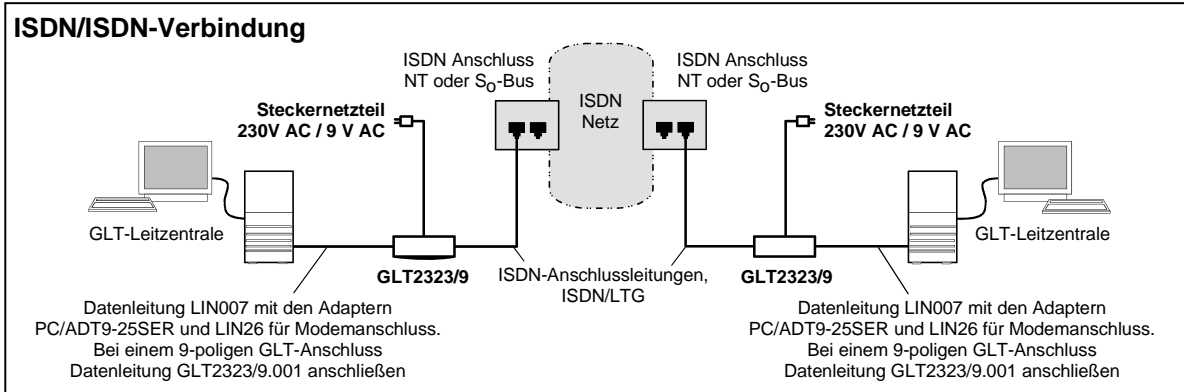 ISDN/ISDN-Verbindung
ISDN Anschluss
NT oder So-Bus
ISDN Anschluss
NT oder So-Bus
ISDN
Netz
Steckernetzteil
230V AC / 9 V AC
Steckernetzteil
230V AC / 9 V AC
GLT-Leitzentrale
GLT-Leitzentrale
GLT2323/9
GLT2323/9
ISDN-Anschlussleitungen,
ISDN/LTG
Datenleitung LIN007 mit den Adaptern
PC/ADT9-25SER und LIN26 für Modemanschluss.
Bei einem 9-poligen GLT-Anschluss
Datenleitung GLT2323/9.001 anschließen
Datenleitung LIN007 mit den Adaptern
PC/ADT9-25SER und LIN26 für Modemanschluss.
Bei einem 9-poligen GLT-Anschluss
Datenleitung GLT2323/9.001 anschließen